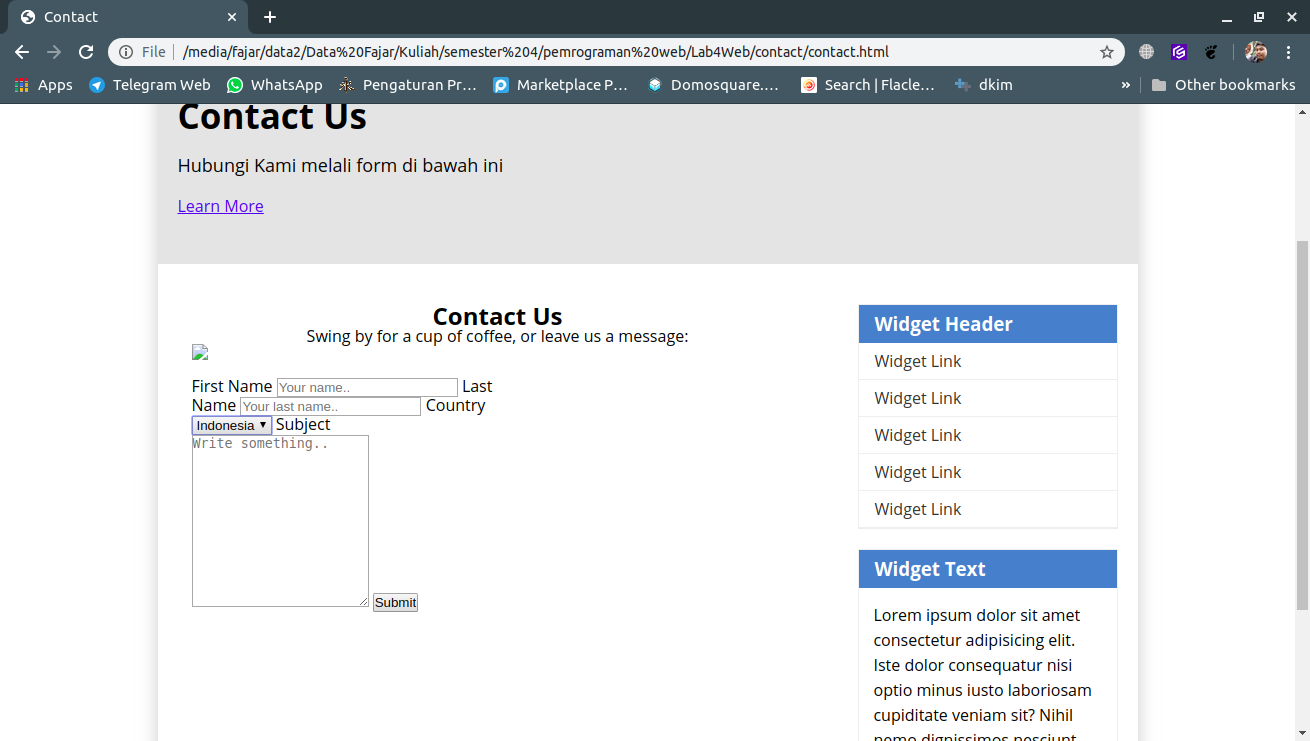 Contact
File /media/fajar/data2/Data%20Fajar/Kuliah/semester%204/pemrograman%20web/Lab4Web/contact/contact.html
Apps Telegram Web WhatsApp Pengaturan Pr... Marketplace P... Domosquare.... Search | Flacle... dkim » Other bookmarks
Contact Us
Hubungi Kami melali form di bawah ini
Learn More
Contact Us
Swing by for a cup of coffee, or leave us a message:
First Name Your name.. Last
Name Your last name.. Country
Indonesia Subject
Write something..
Submit
Widget Header
Widget Link
Widget Link
Widget Link
Widget Link
Widget Link
Widget Text
Lorem ipsum dolor sit amet
consectetur adipisicing elit.
Iste dolor consequatur nisi
optio minus iusto laboriosam
cupiditate veniam sit? Nihil
nemo dignissimos nesciunt